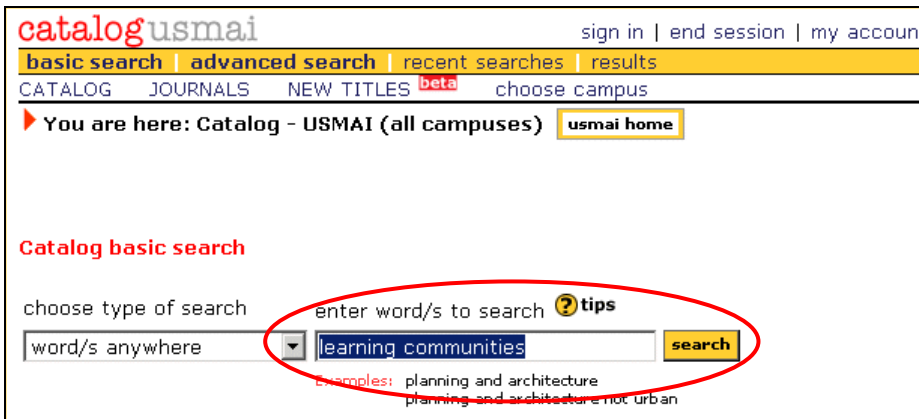 catalogusmai sign in | end session | my accoun
basic search | advanced search | recent searches | results
CATALOG JOURNALS NEW TITLES beta choose campus
You are here: Catalog - USMAI (all campuses) usmai home
Catalog basic search
choose type of search enter word/s to search ? tips
word/s anywhere learning communities search
Examples: planning and architecture
planning and architecture not urban